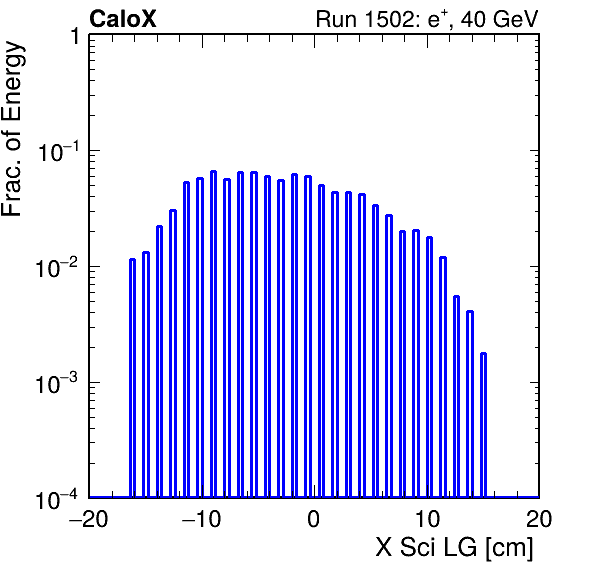 CaloX Run 1502: e⁺, 40 GeV
Frac. of Energy
1
10⁻¹
10⁻²
10⁻³
10⁻⁴
−20 −10 0 10 20
X Sci LG [cm]